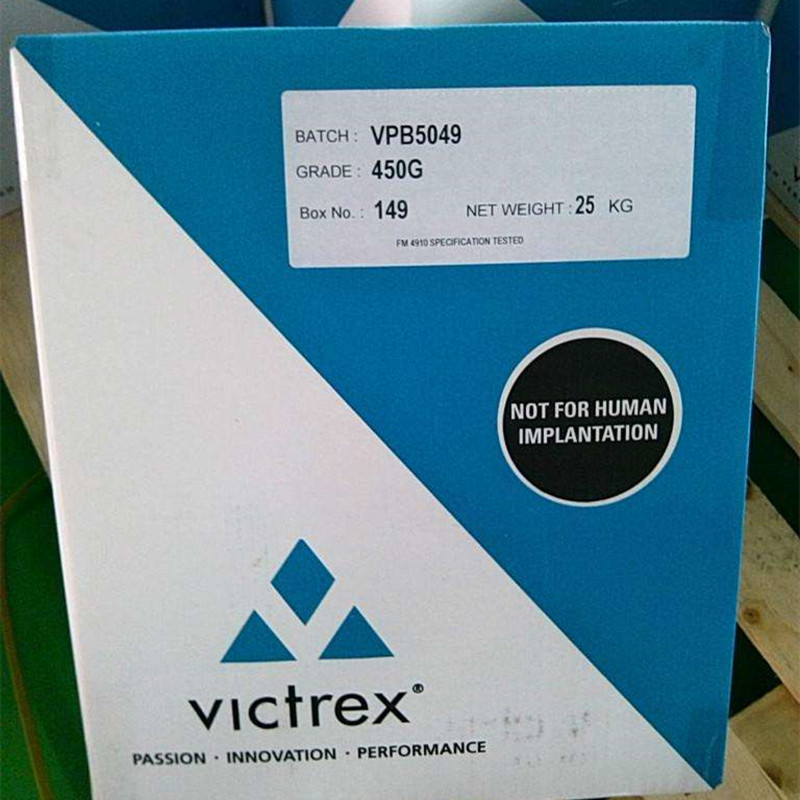 BATCH : VPB5049
GRADE : 450G
Box No. : 149 NET WEIGHT : 25 KG
FM 4910 SPECIFICATION TESTED
NOT FOR HUMAN
IMPLANTATION
victrex®
PASSION · INNOVATION · PERFORMANCE